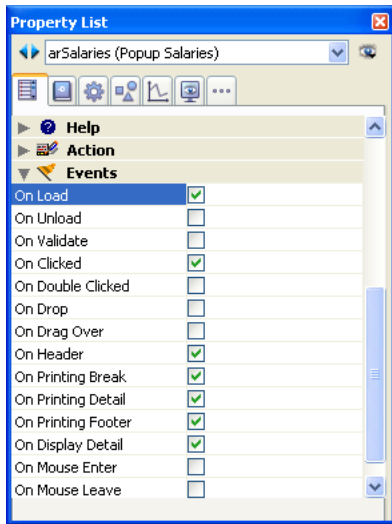 Property List
arSalaries (Popup Salaries)
Help
Action
Events
On Load
On Unload
On Validate
On Clicked
On Double Clicked
On Drop
On Drag Over
On Header
On Printing Break
On Printing Detail
On Printing Footer
On Display Detail
On Mouse Enter
On Mouse Leave